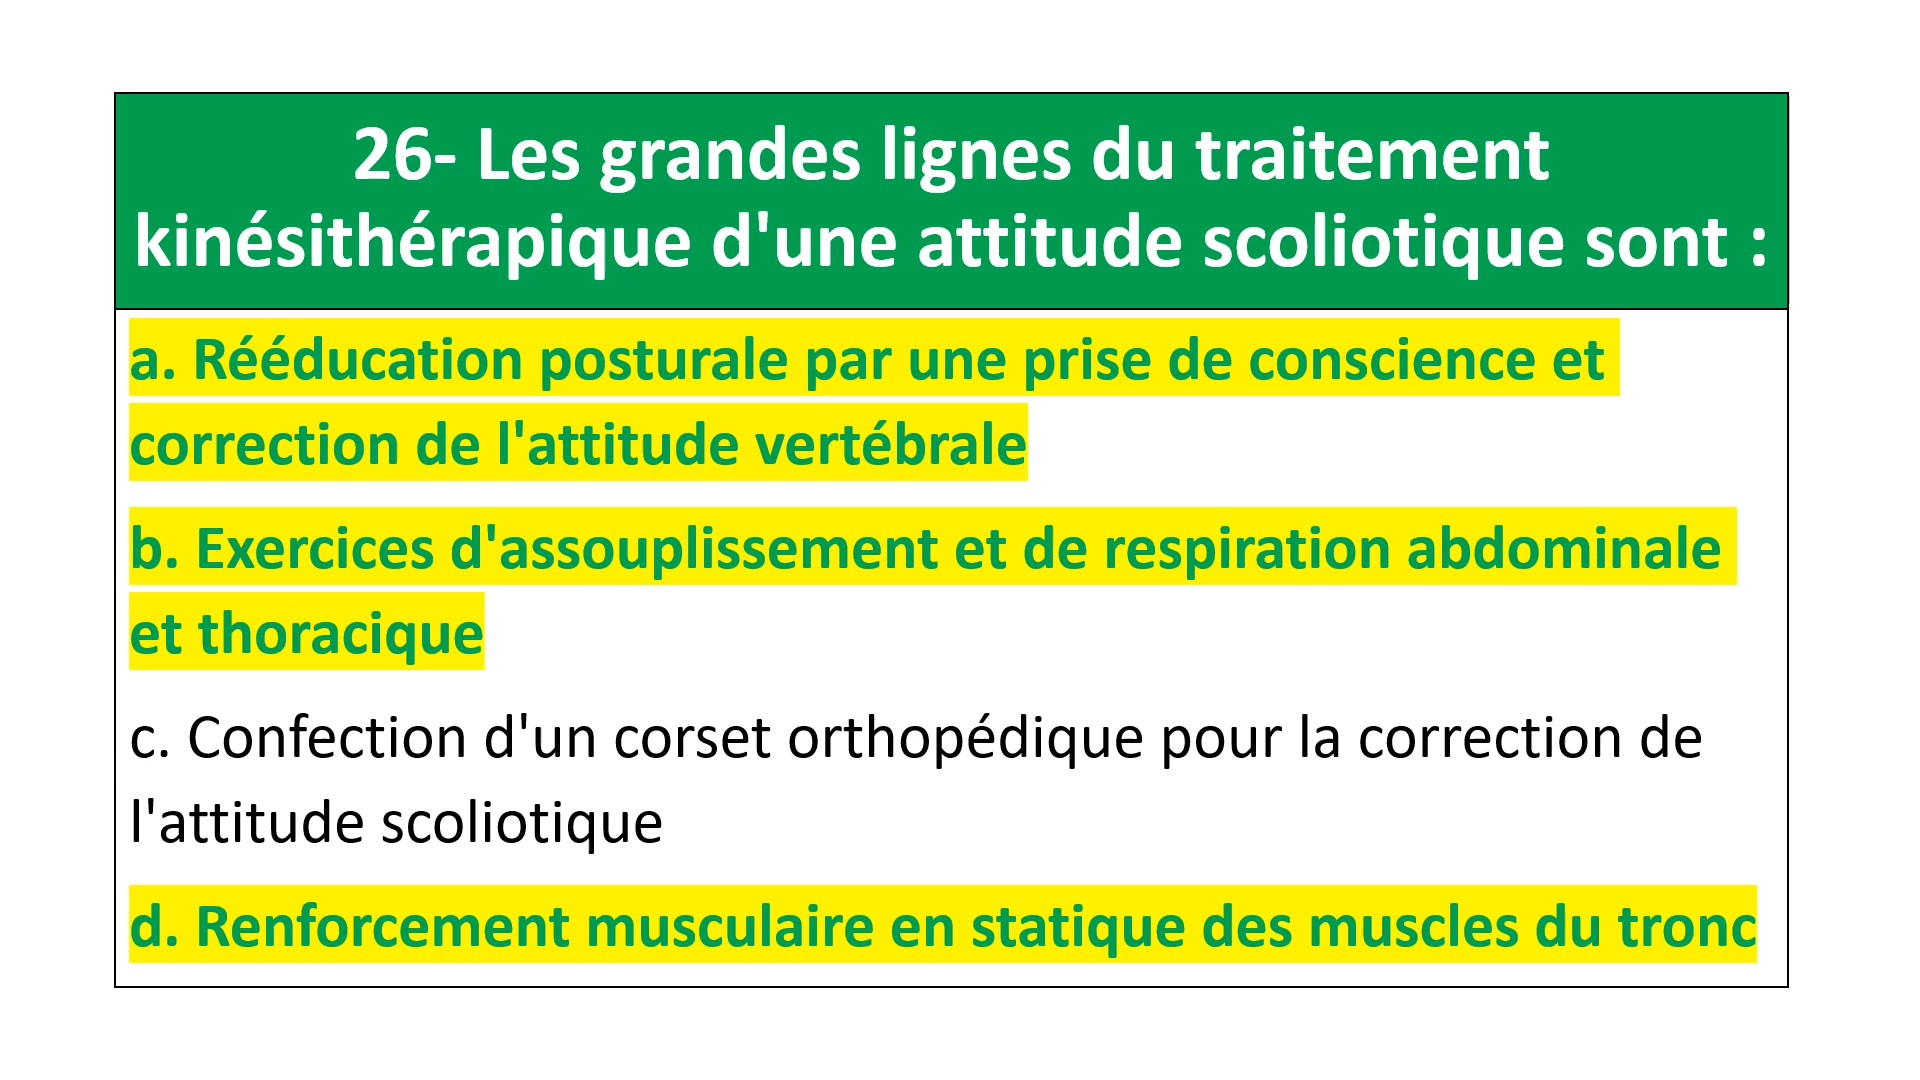 26- Les grandes lignes du traitement
kinésithérapique d'une attitude scoliotique sont :
a. Rééducation posturale par une prise de conscience et
correction de l'attitude vertébrale
b. Exercices d'assouplissement et de respiration abdominale
et thoracique
c. Confection d'un corset orthopédique pour la correction de
l'attitude scoliotique
d. Renforcement musculaire en statique des muscles du tronc